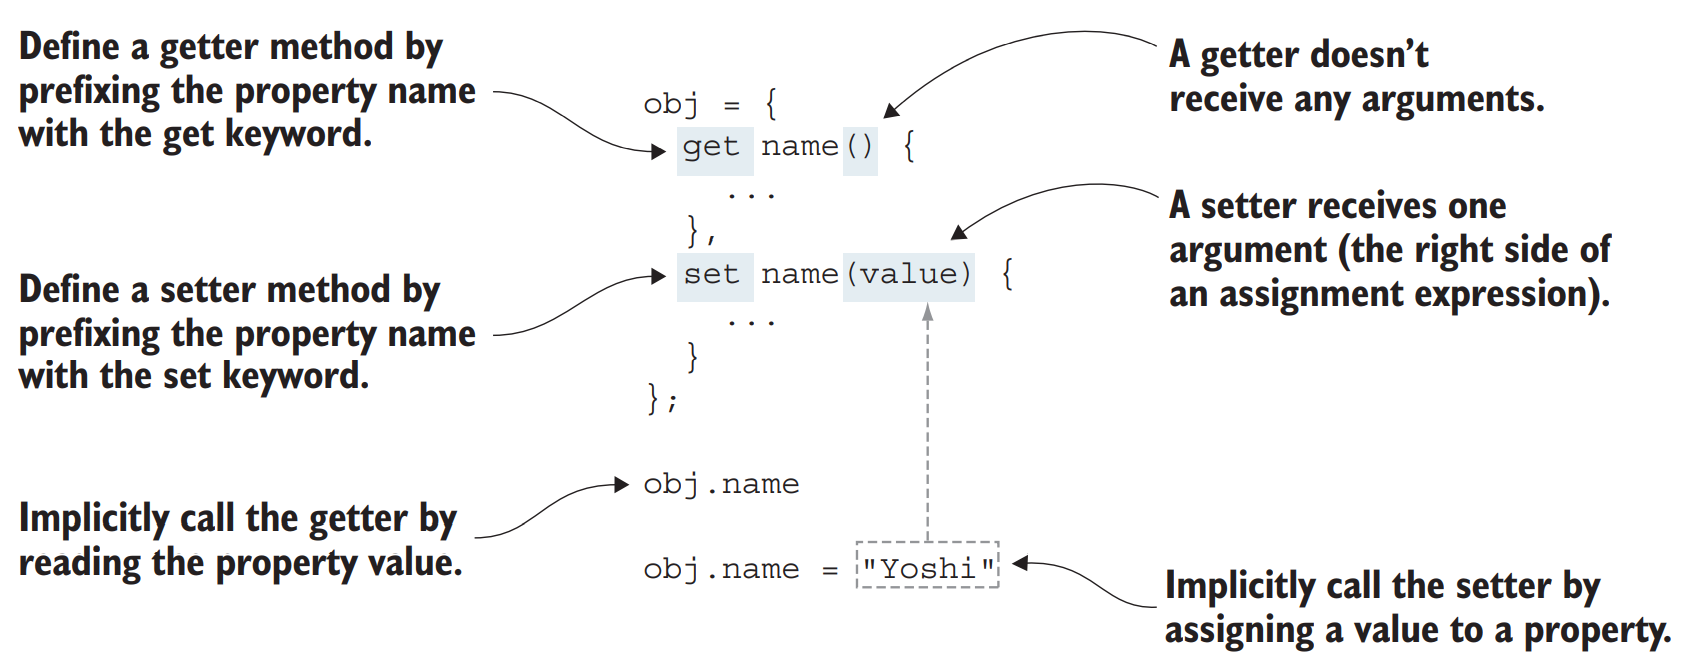 Define a getter method by
prefixing the property name
with the get keyword.
A getter doesn’t
receive any arguments.
obj = {
get name() {
...
},
set name(value) {
...
}
};
A setter receives one
argument (the right side of
an assignment expression).
Define a setter method by
prefixing the property name
with the set keyword.
Implicitly call the getter by
reading the property value.
obj.name
obj.name = "Yoshi"
Implicitly call the setter by
assigning a value to a property.